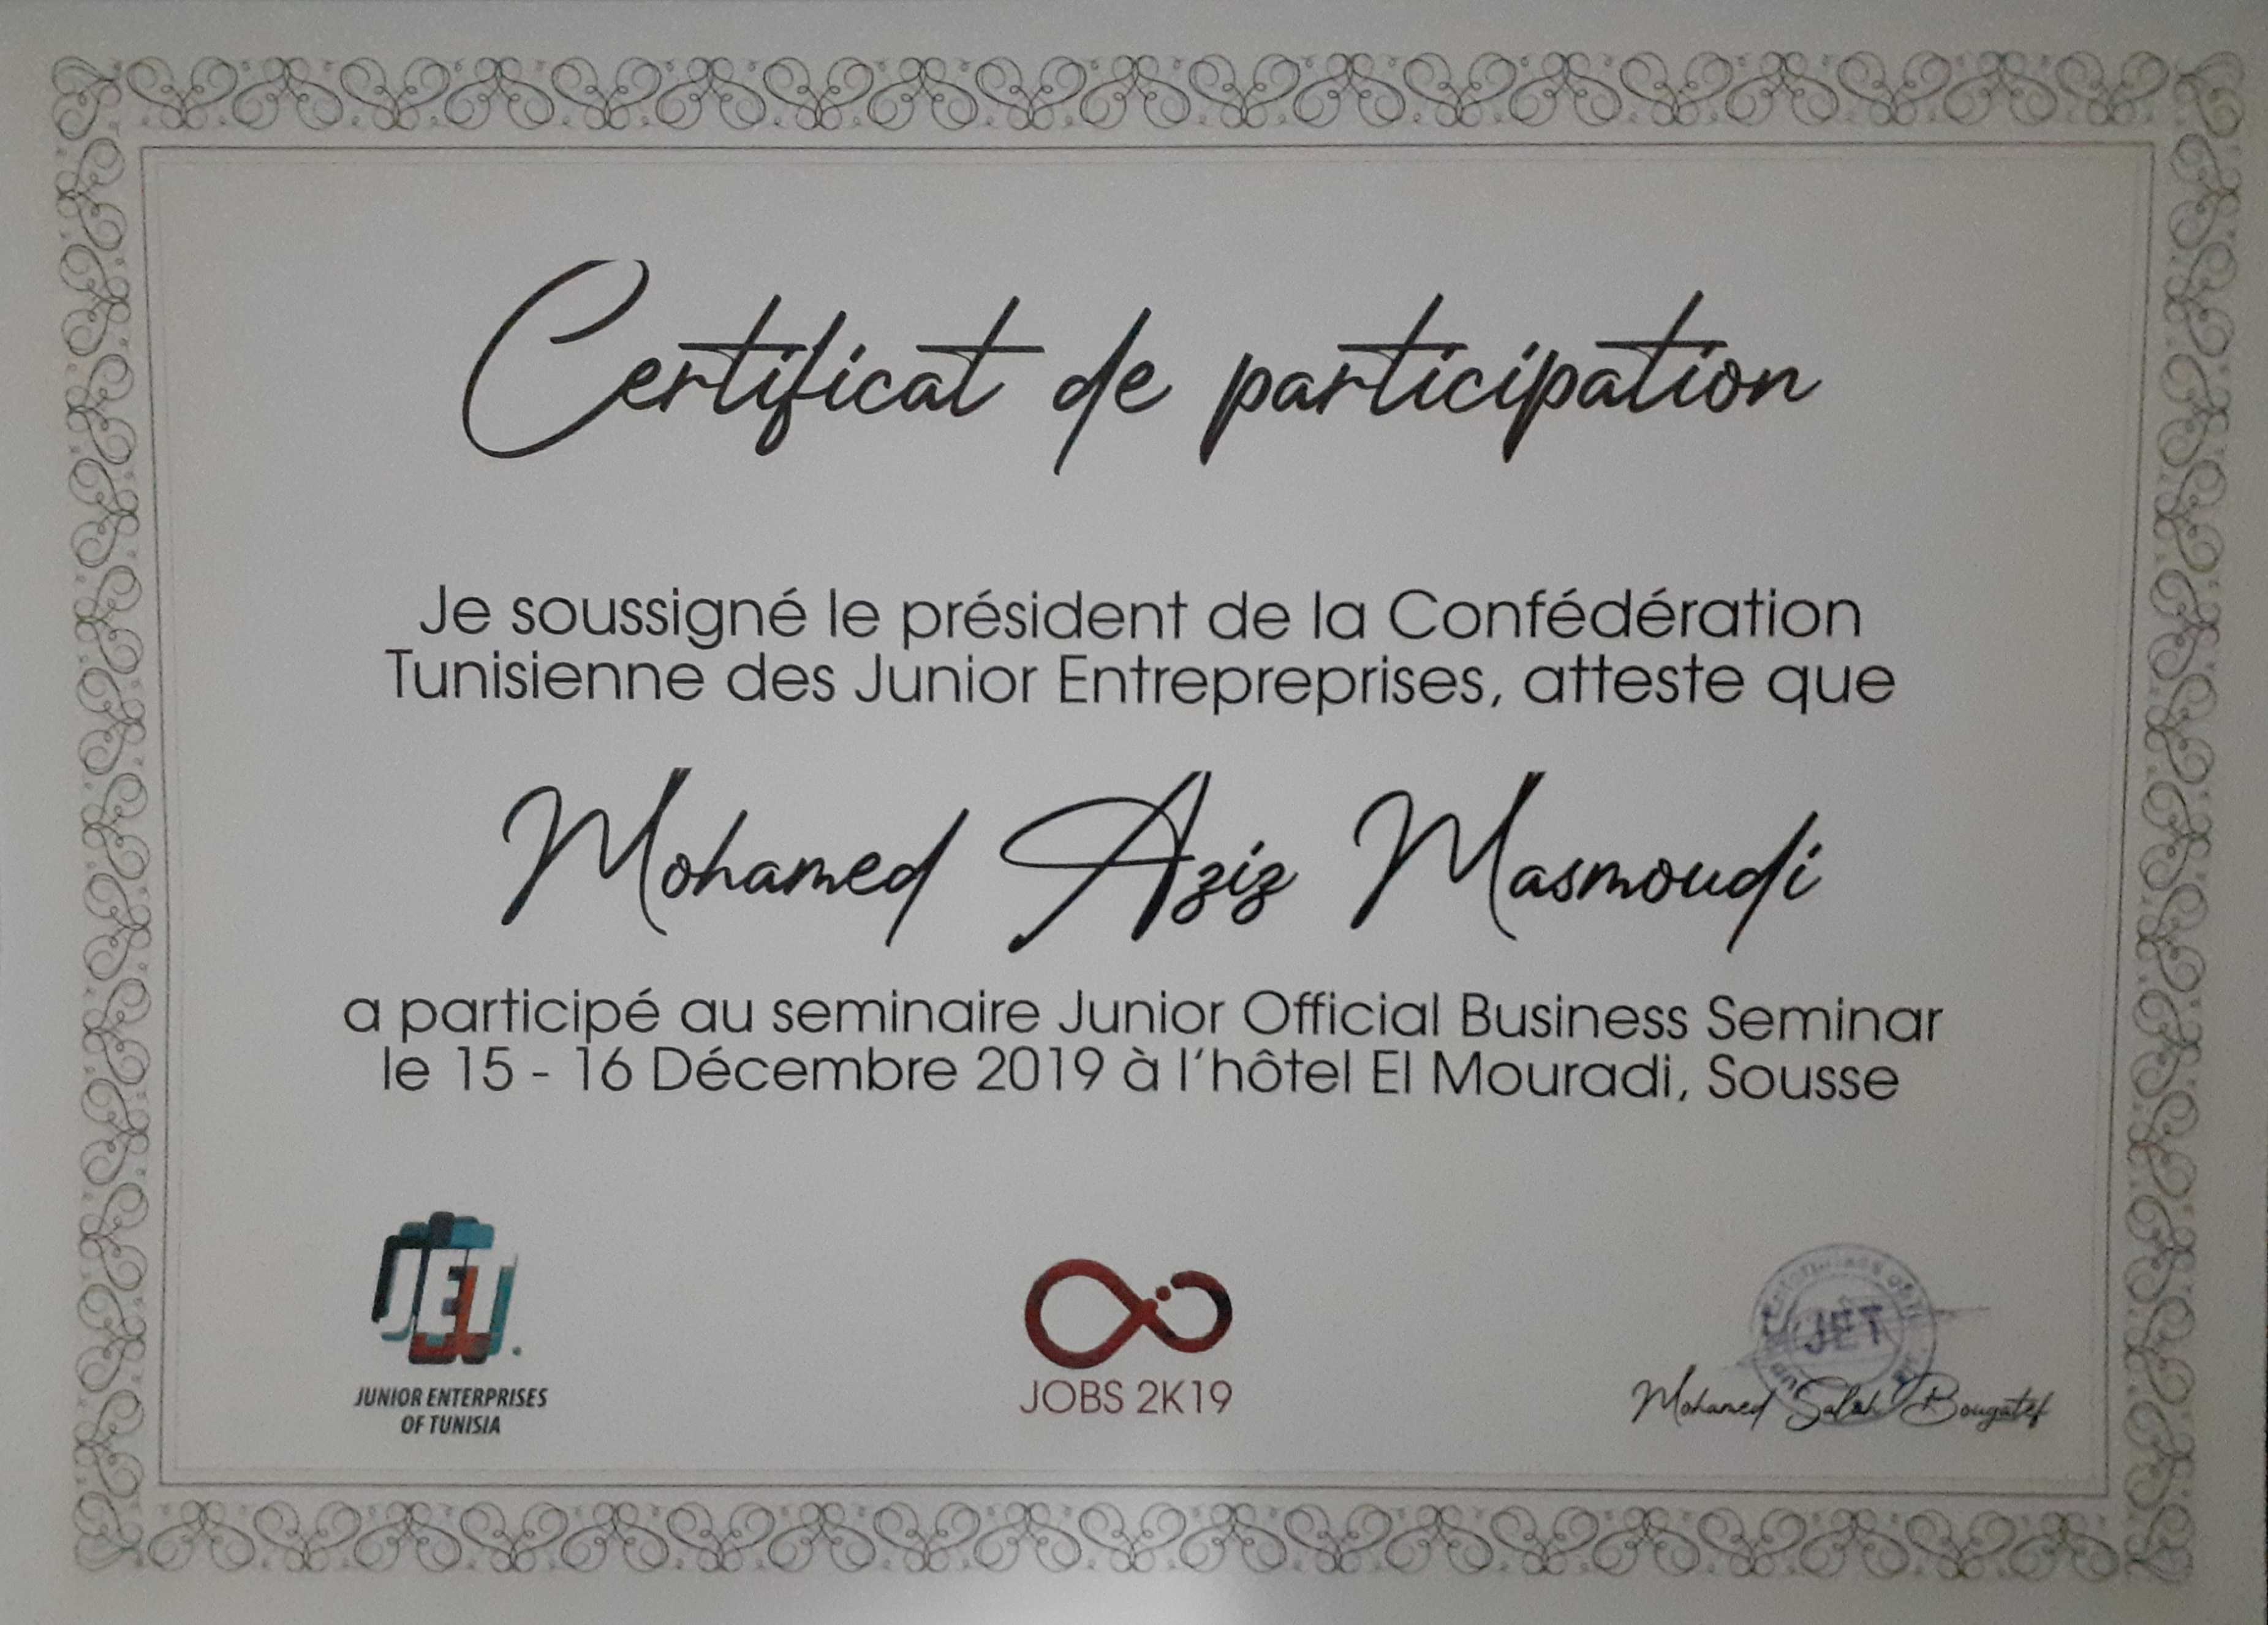 Certificat de participation
Je soussigné le président de la Confédération
Tunisienne des Junior Entrepreprises, atteste que
Mohamed Aziz Masmoudi
a participé au seminaire Junior Official Business Seminar
le 15 - 16 Décembre 2019 à l'hôtel El Mouradi, Sousse
JEU.
JUNIOR ENTERPRISES
OF TUNISIA
JOBS 2K19
JET
Mohamed Salah Bougatef